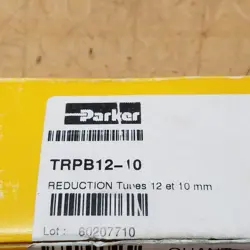 Parker
TRPB12-10
REDUCTION Tubes 12 et 10 mm
Lot : 60207710